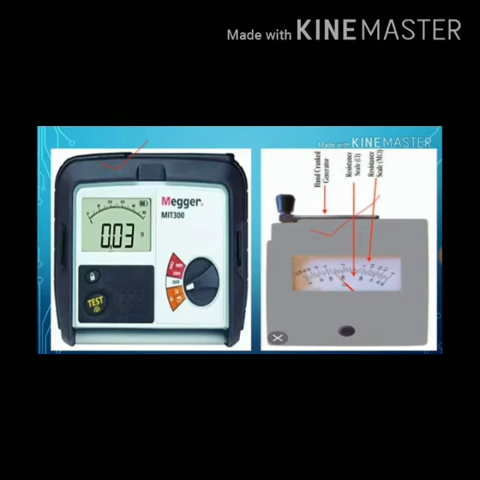 Made with KINEMASTER
Made with KINEMASTER
Megger
MIT300
0.03
TEST
OFF
Hand Cranked
Generator
Resistance
Scale (Ω)
Resistance
Scale (MΩ)